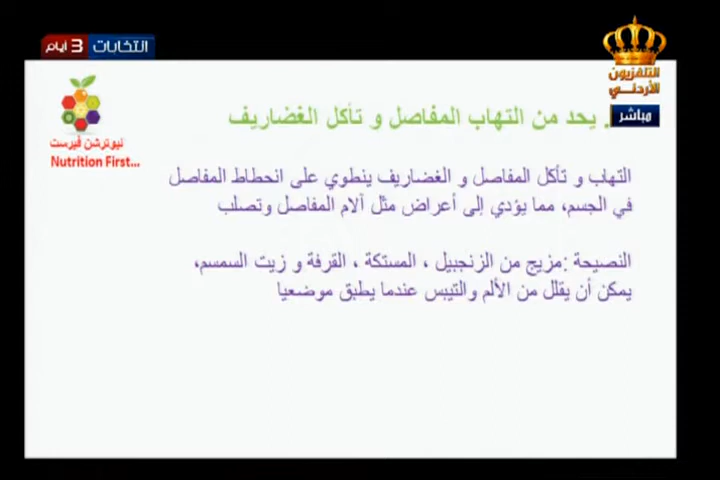 انتخابات 3 أيام
التلفزيون
الأردني
مباشر
نيوترشن فيرست
Nutrition First...
. يحد من التهاب المفاصل و تأكل الغضاريف
التهاب و تأكل المفاصل و الغضاريف ينطوي على انحطاط المفاصل
في الجسم، مما يؤدي إلى أعراض مثل آلام المفاصل وتصلب
النصيحة :مزيج من الزنجبيل ، المستكة ، القرفة و زيت السمسم،
يمكن أن يقلل من الألم والتيبس عندما يطبق موضعيا